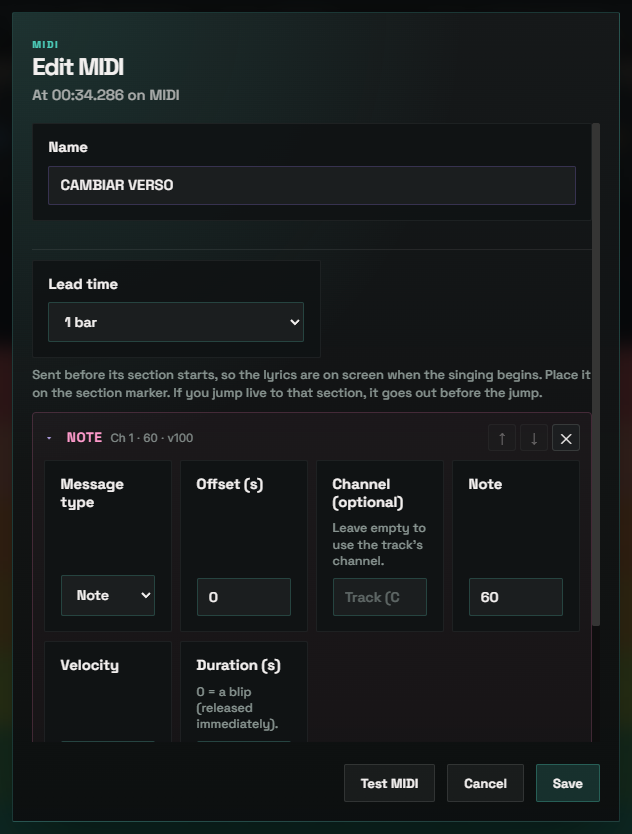 MIDI
Edit MIDI
At 00:34.286 on MIDI
Name
CAMBIAR VERSO
Lead time
1 bar
Sent before its section starts, so the lyrics are on screen when the singing begins. Place it
on the section marker. If you jump live to that section, it goes out before the jump.
NOTE Ch 1 · 60 · v100
↑ ↓ ×
Message
type
Note
Offset (s)
0
Channel
(optional)
Leave empty to
use the track's
channel.
Track (C
Note
60
Velocity
Duration (s)
0 = a blip
(released
immediately).
Test MIDI
Cancel
Save